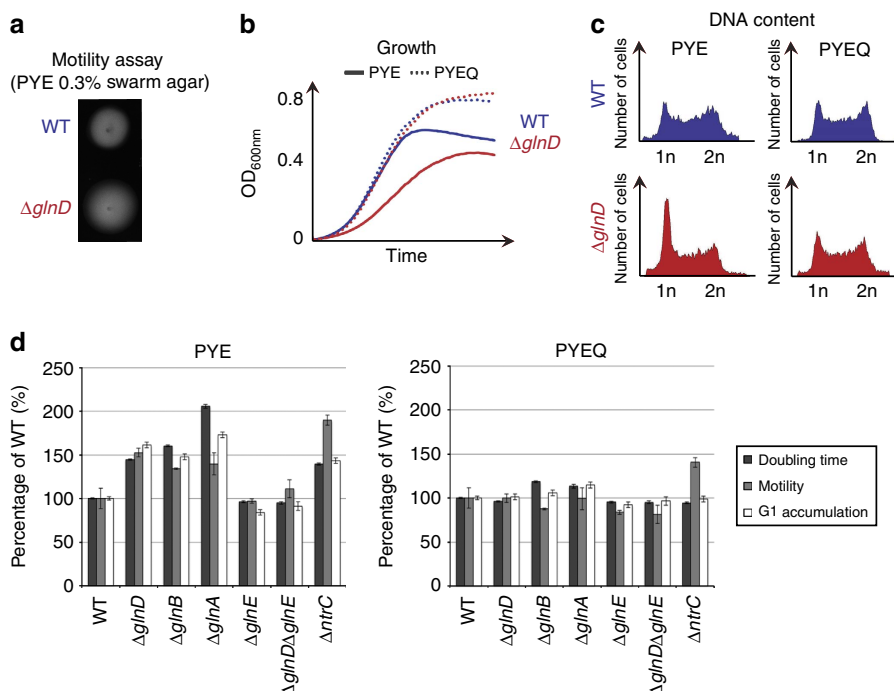 a
Motility assay
(PYE 0.3% swarm agar)
WT
ΔglnD
b
Growth
PYE
PYEQ
0.8
0.4
0
OD600nm
Time
WT
ΔglnD
c
DNA content
PYE
PYEQ
WT
Number of cells
Number of cells
1n
2n
1n
2n
ΔglnD
Number of cells
Number of cells
1n
2n
1n
2n
d
PYE
Percentage of WT (%)
250
200
150
100
50
0
WT
ΔglnD
ΔglnB
ΔglnA
ΔglnE
ΔglnDΔglnE
ΔntrC
PYEQ
Percentage of WT (%)
250
200
150
100
50
0
WT
ΔglnD
ΔglnB
ΔglnA
ΔglnE
ΔglnDΔglnE
ΔntrC
Doubling time
Motility
G1 accumulation